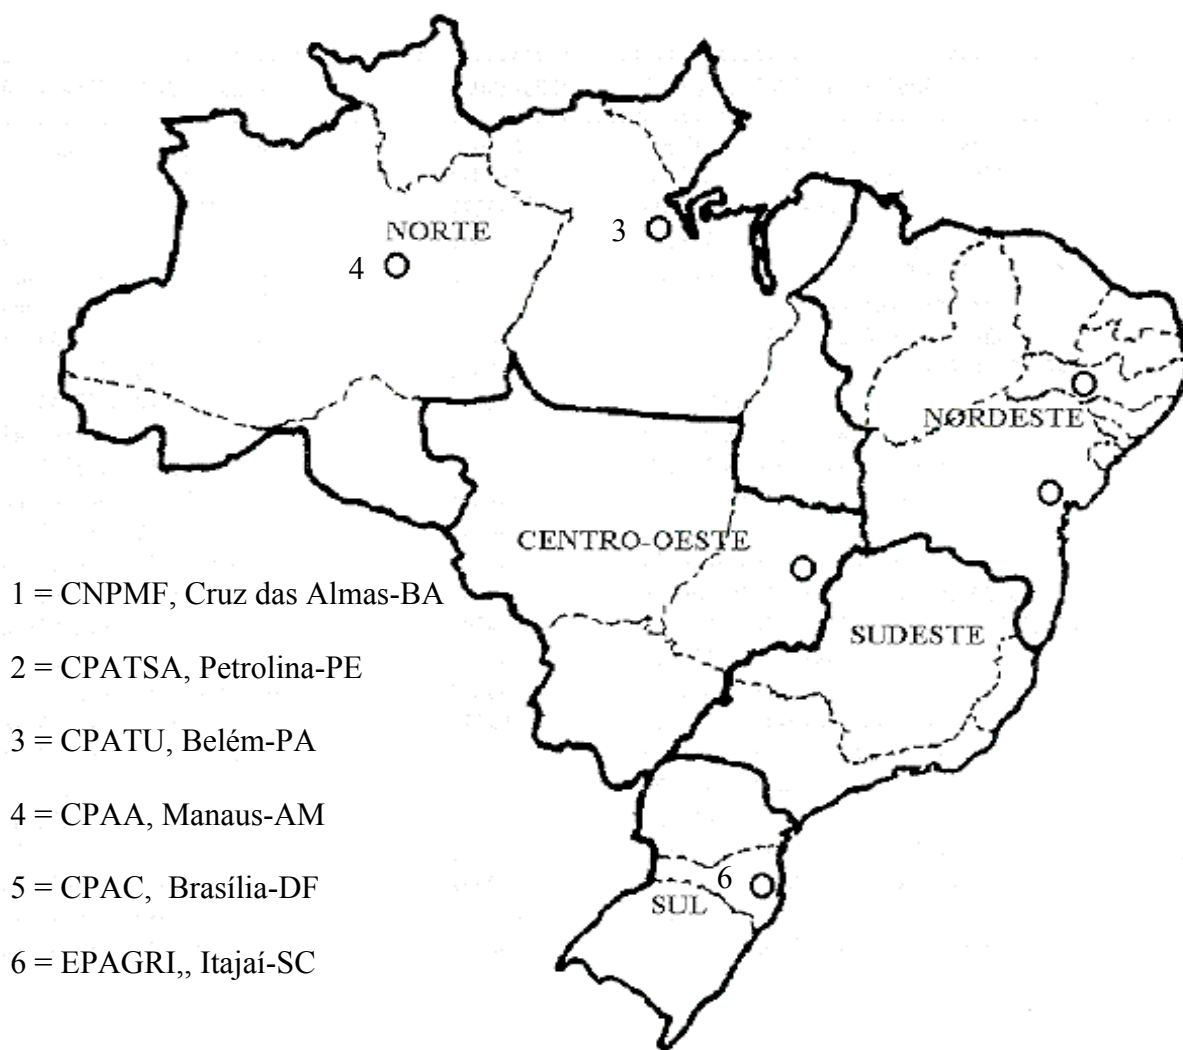 NORTE
3
4
NORDESTE
CENTRO-OESTE
1 = CNPMF, Cruz das Almas-BA
SUDESTE
2 = CPATSA, Petrolina-PE
3 = CPATU, Belém-PA
4 = CPAA, Manaus-AM
5 = CPAC, Brasília-DF
6
SUL
6 = EPAGRI,, Itajaí-SC